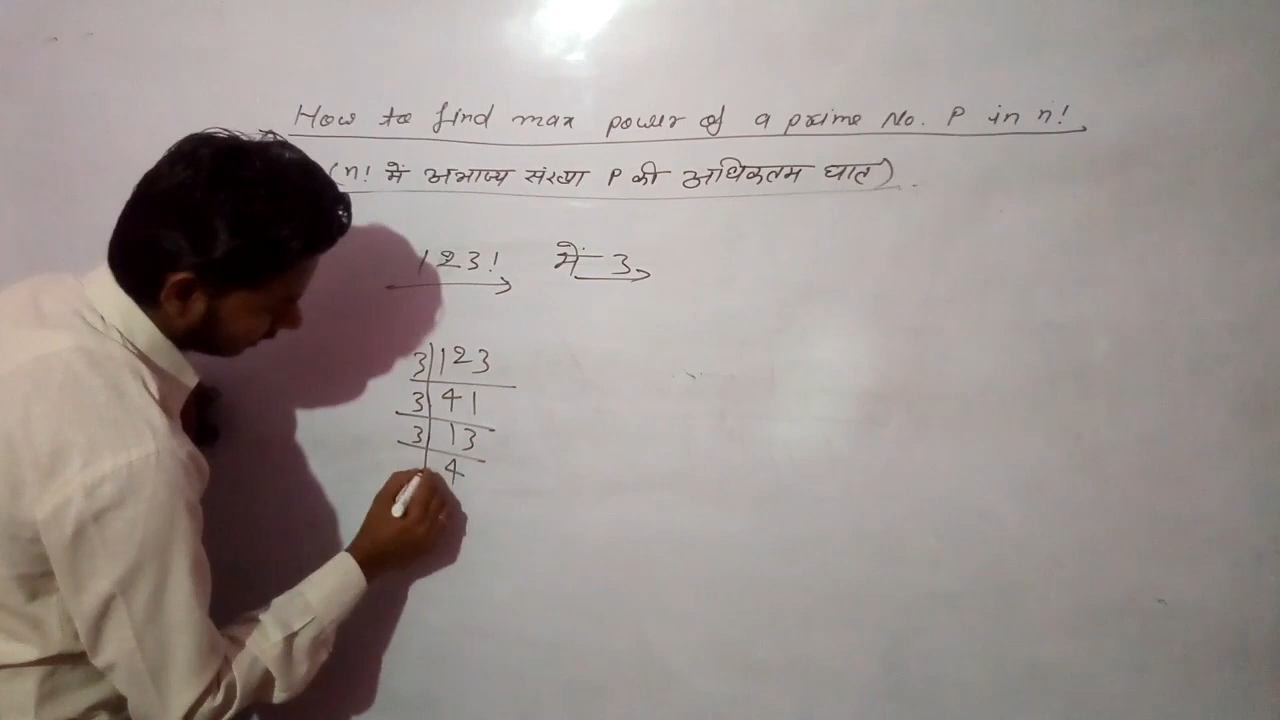 How to find max power of a prime No. P in n!
(n! में अभाज्य संख्या P की अधिकतम घात)
123! में 3
3 | 123
3 | 41
3 | 13
4